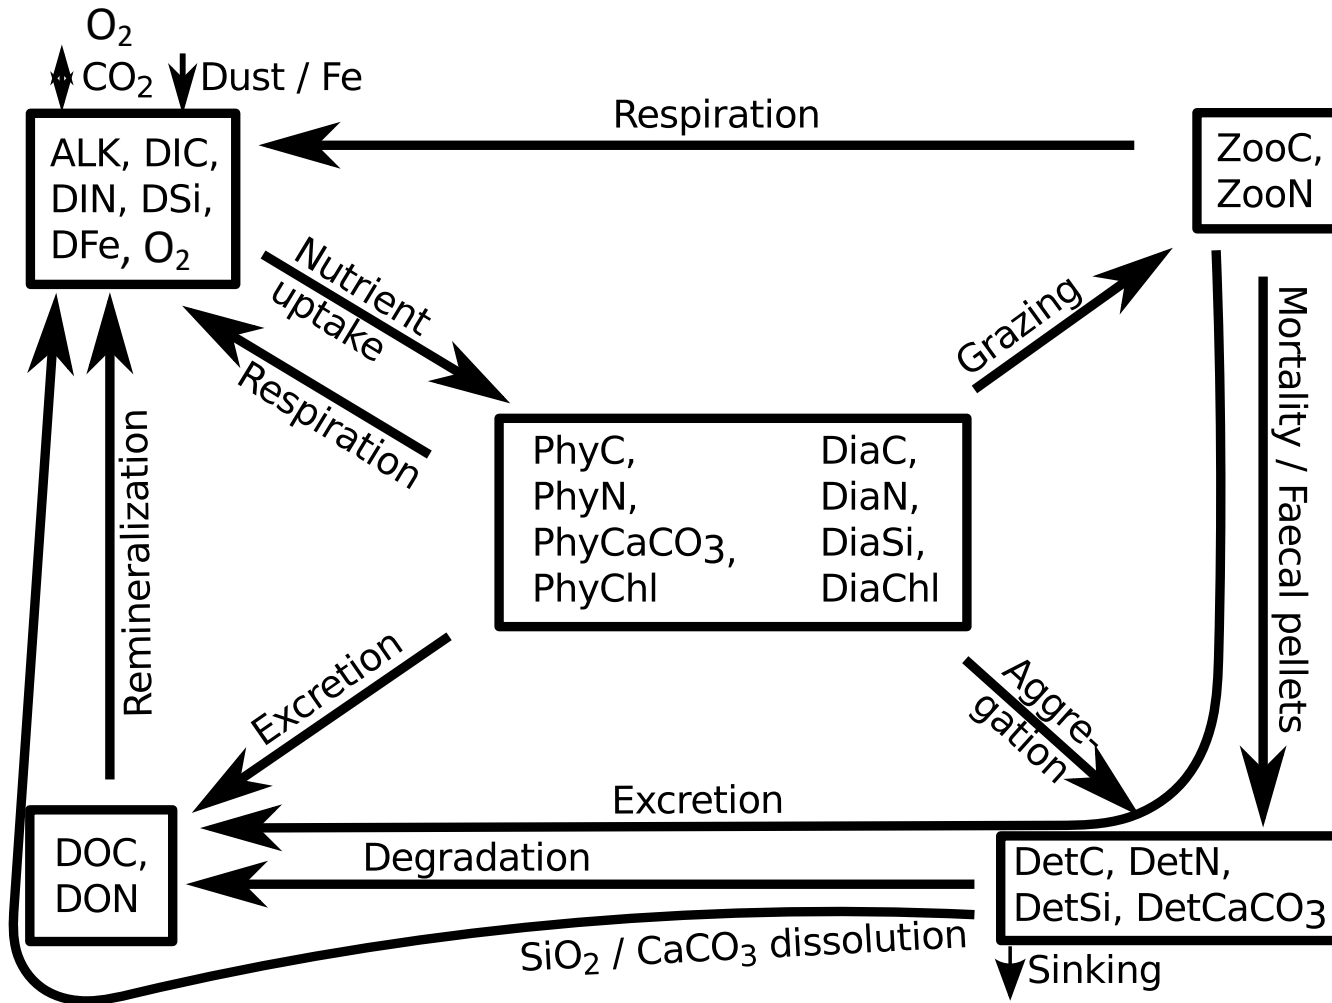 O2
CO2
Dust / Fe
Respiration
ALK, DIC,
DIN, DSi,
DFe, O2
ZooC,
ZooN
Nutrient
uptake
Respiration
Grazing
Mortality / Faecal pellets
PhyC,
PhyN,
PhyCaCO3,
PhyChl
DiaC,
DiaN,
DiaSi,
DiaChl
Remineralization
Excretion
Aggre-
gation
Excretion
Degradation
DOC,
DON
DetC, DetN,
DetSi, DetCaCO3
SiO2 / CaCO3 dissolution
Sinking